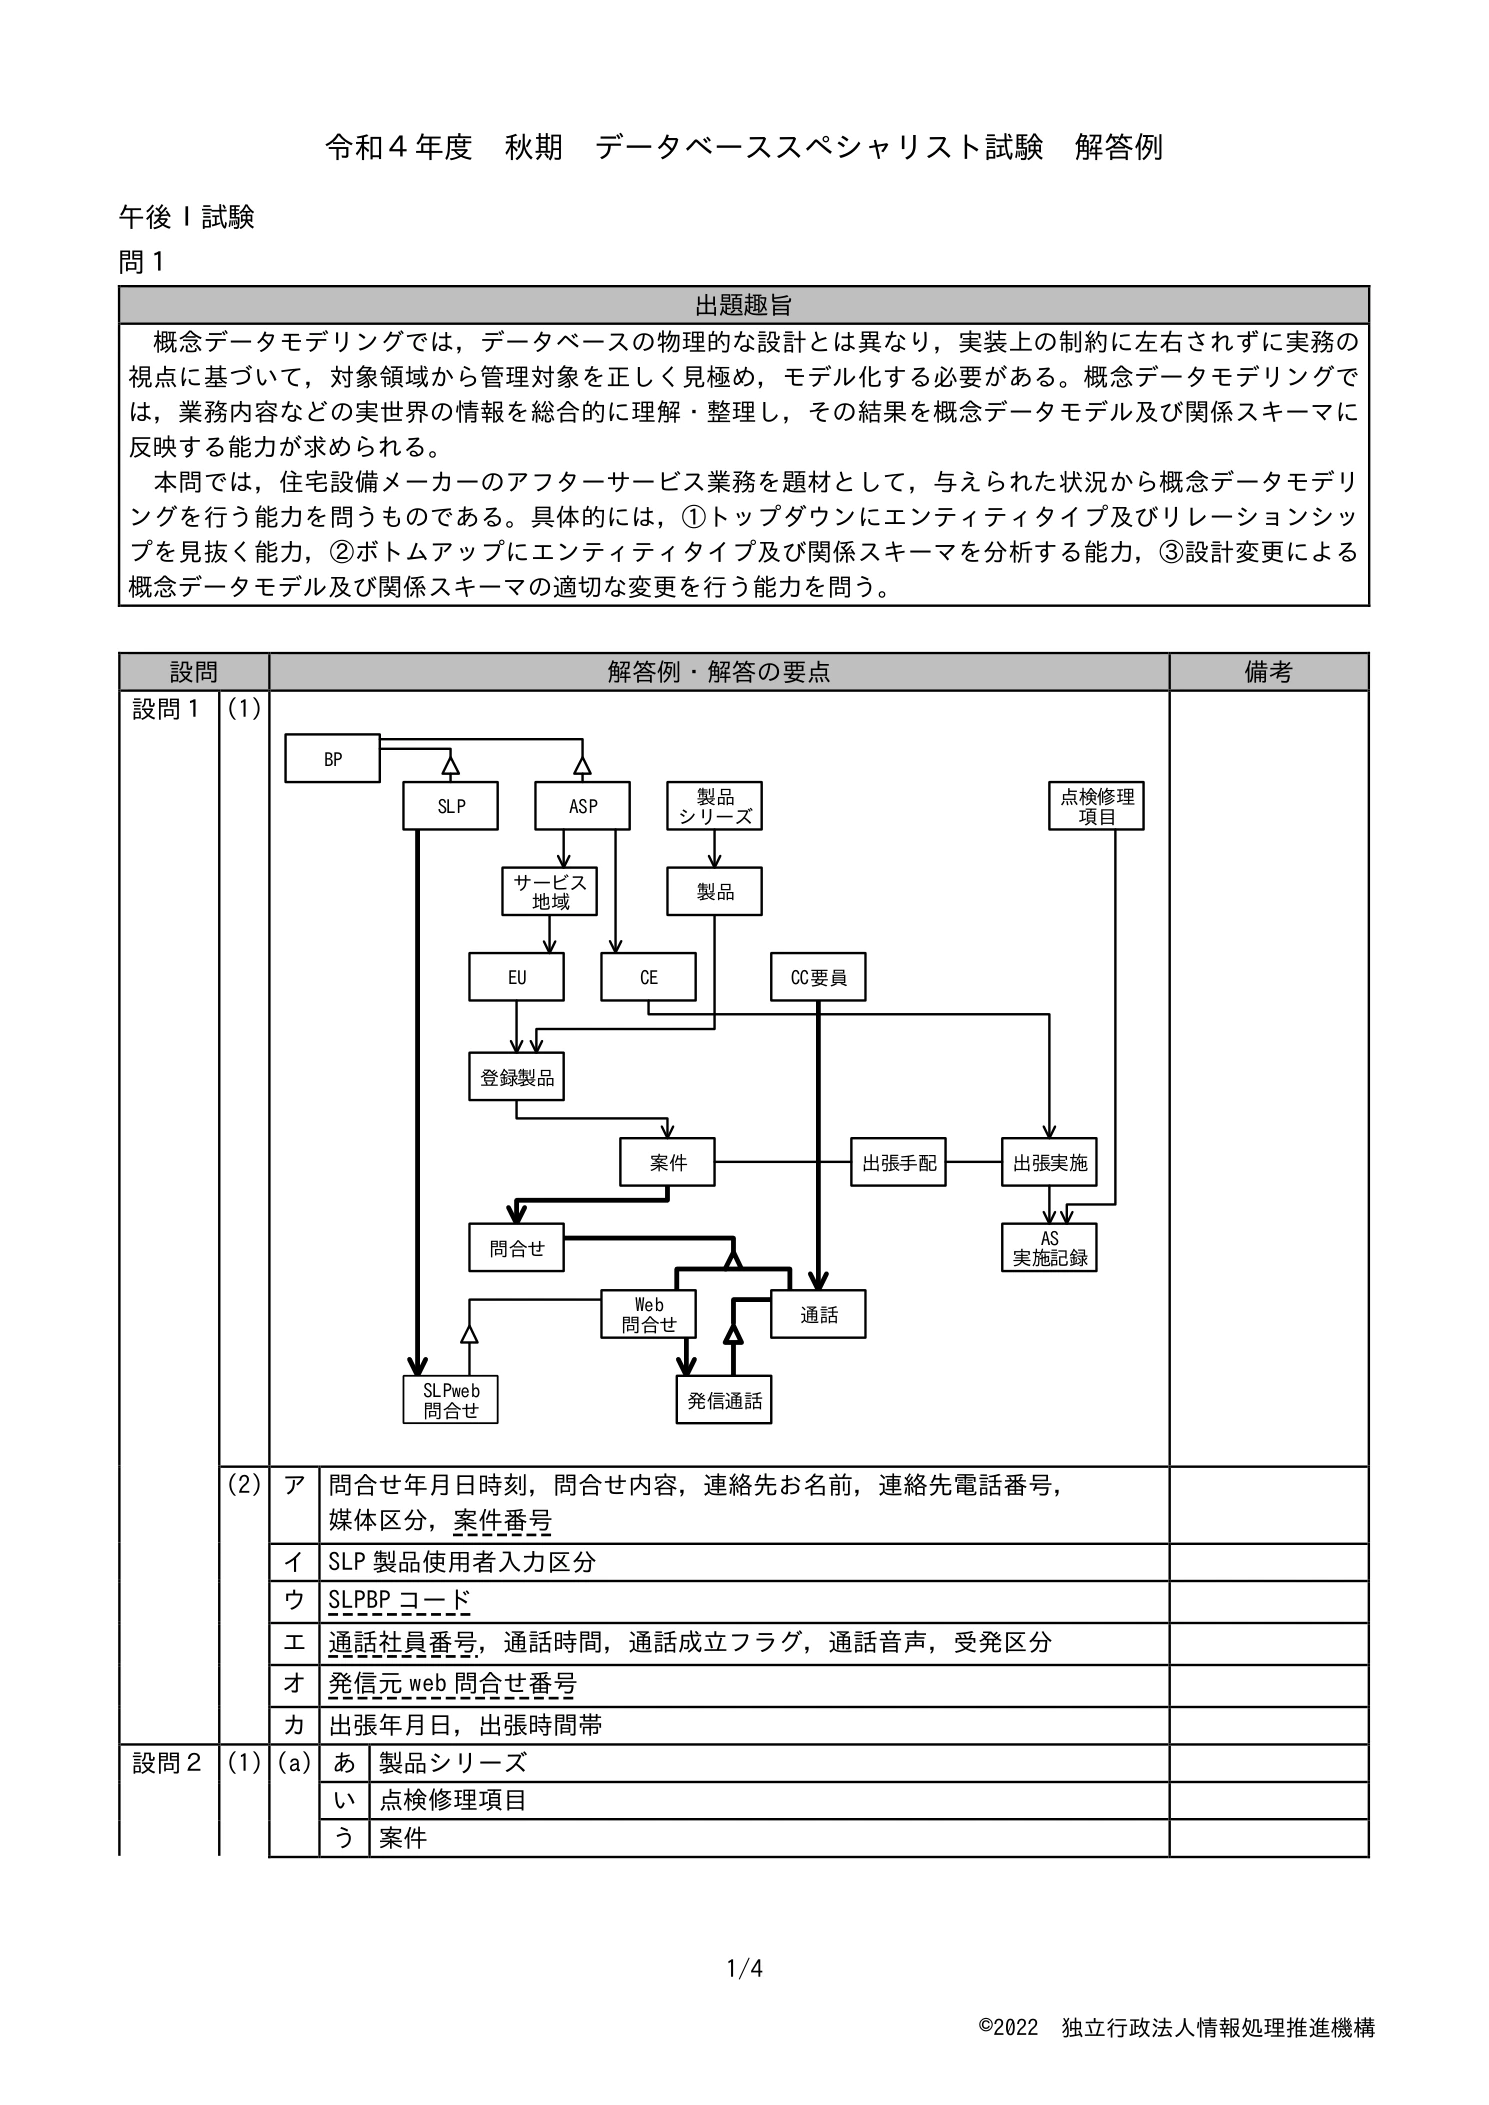 令和４年度　秋期　データベーススペシャリスト試験　解答例
午後Ⅰ試験
問１
出題趣旨
　概念データモデリングでは，データベースの物理的な設計とは異なり，実装上の制約に左右されずに実務の
視点に基づいて，対象領域から管理対象を正しく見極め，モデル化する必要がある。概念データモデリングで
は，業務内容などの実世界の情報を総合的に理解・整理し，その結果を概念データモデル及び関係スキーマに
反映する能力が求められる。
　本問では，住宅設備メーカーのアフターサービス業務を題材として，与えられた状況から概念データモデリ
ングを行う能力を問うものである。具体的には，①トップダウンにエンティティタイプ及びリレーションシッ
プを見抜く能力，②ボトムアップにエンティティタイプ及び関係スキーマを分析する能力，③設計変更による
概念データモデル及び関係スキーマの適切な変更を行う能力を問う。
設問　解答例・解答の要点　備考
設問１　(1)
BP
SLP　ASP　製品
シリーズ　点検修理
項目
サービス
地域　製品
EU　CE　CC要員
登録製品
案件　出張手配　出張実施
問合せ　AS
実施記録
Web
問合せ　通話
SLPweb
問合せ　発信通話
(2)　ア　問合せ年月日時刻，問合せ内容，連絡先お名前，連絡先電話番号，
媒体区分，案件番号
イ　SLP 製品使用者入力区分
ウ　SLPBP コード
エ　通話社員番号，通話時間，通話成立フラグ，通話音声，受発区分
オ　発信元 web 問合せ番号
カ　出張年月日，出張時間帯
設問２　(1)　(a)　あ　製品シリーズ
い　点検修理項目
う　案件
1/4
©2022　独立行政法人情報処理推進機構